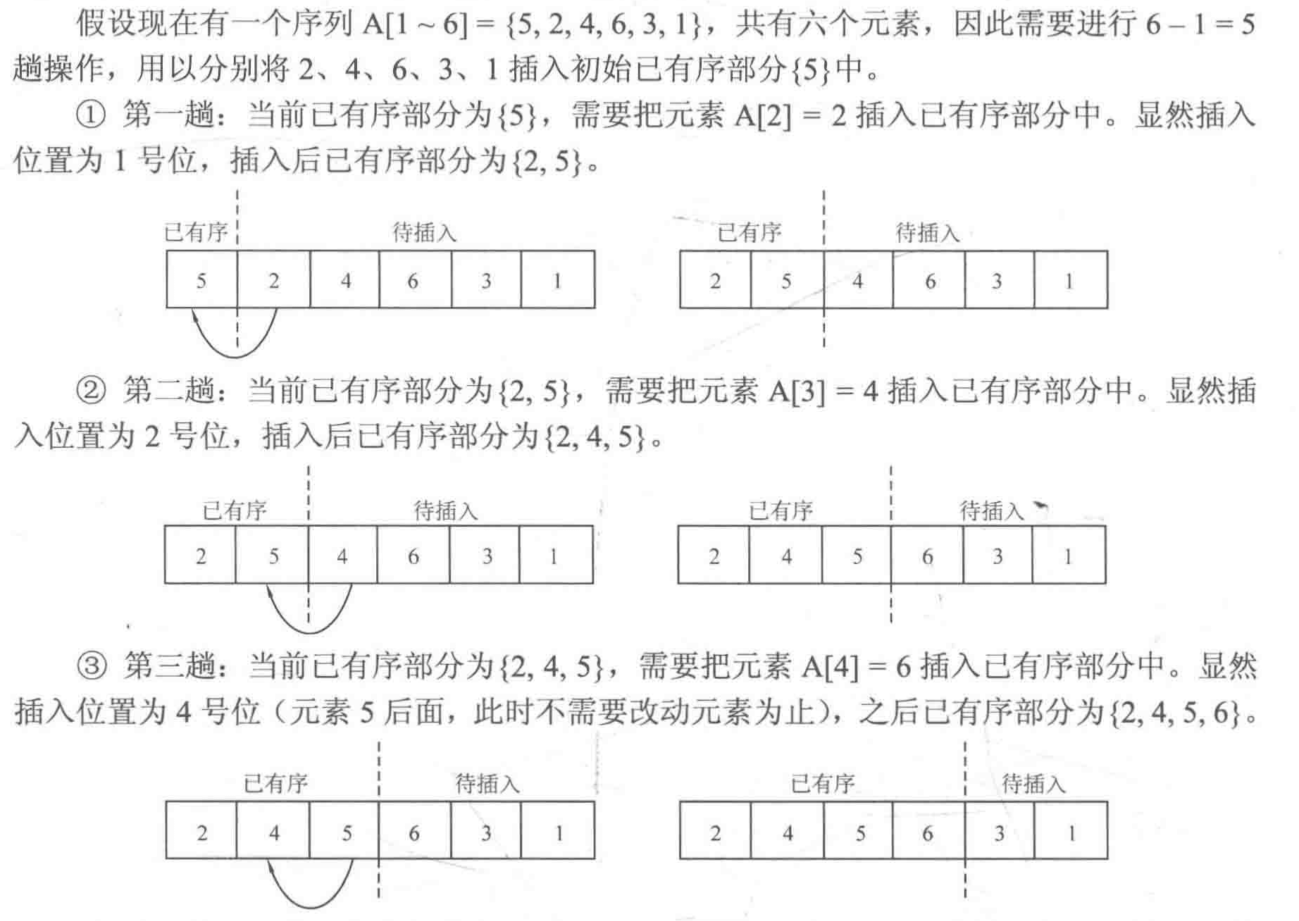 假设现在有一个序列 A[1 ~ 6] = {5, 2, 4, 6, 3, 1}，共有六个元素，因此需要进行 6 – 1 = 5
趟操作，用以分别将 2、4、6、3、1 插入初始已有序部分{5}中。
① 第一趟：当前已有序部分为{5}，需要把元素 A[2] = 2 插入已有序部分中。显然插入
位置为 1 号位，插入后已有序部分为{2, 5}。
已有序 待插入 已有序 待插入
5 2 4 6 3 1 2 5 4 6 3 1
② 第二趟：当前已有序部分为{2, 5}，需要把元素 A[3] = 4 插入已有序部分中。显然插
入位置为 2 号位，插入后已有序部分为{2, 4, 5}。
已有序 待插入 已有序 待插入
2 5 4 6 3 1 2 4 5 6 3 1
③ 第三趟：当前已有序部分为{2, 4, 5}，需要把元素 A[4] = 6 插入已有序部分中。显然
插入位置为 4 号位（元素 5 后面，此时不需要改动元素为止），之后已有序部分为{2, 4, 5, 6}。
已有序 待插入 已有序 待插入
2 4 5 6 3 1 2 4 5 6 3 1